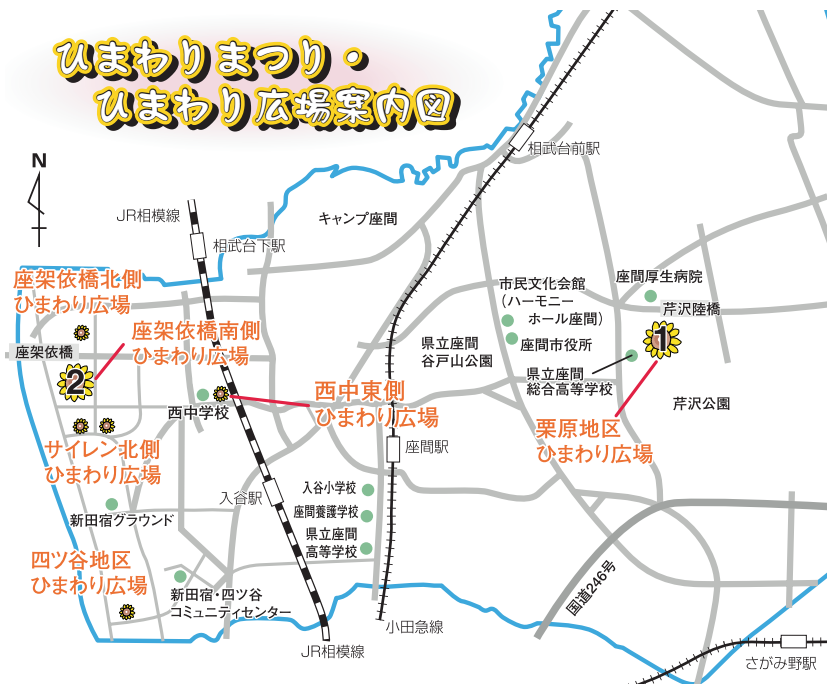 ひまわりまつり・
ひまわり広場案内図
N
相武台前駅
JR相模線
キャンプ座間
相武台下駅
座架依橋北側
ひまわり広場
座間厚生病院
市民文化会館
(ハーモニー
ホール座間)
芹沢陸橋
座架依橋南側
ひまわり広場
1
座架依橋
県立座間
谷戸山公園
座間市役所
2
県立座間
総合高等学校
西中東側
ひまわり広場
芹沢公園
西中学校
栗原地区
ひまわり広場
サイレン北側
ひまわり広場
座間駅
入谷駅
入谷小学校
座間養護学校
新田宿グラウンド
県立座間
高等学校
四ツ谷地区
ひまわり広場
国道246号
新田宿・四ツ谷
コミュニティセンター
小田急線
JR相模線
さがみ野駅